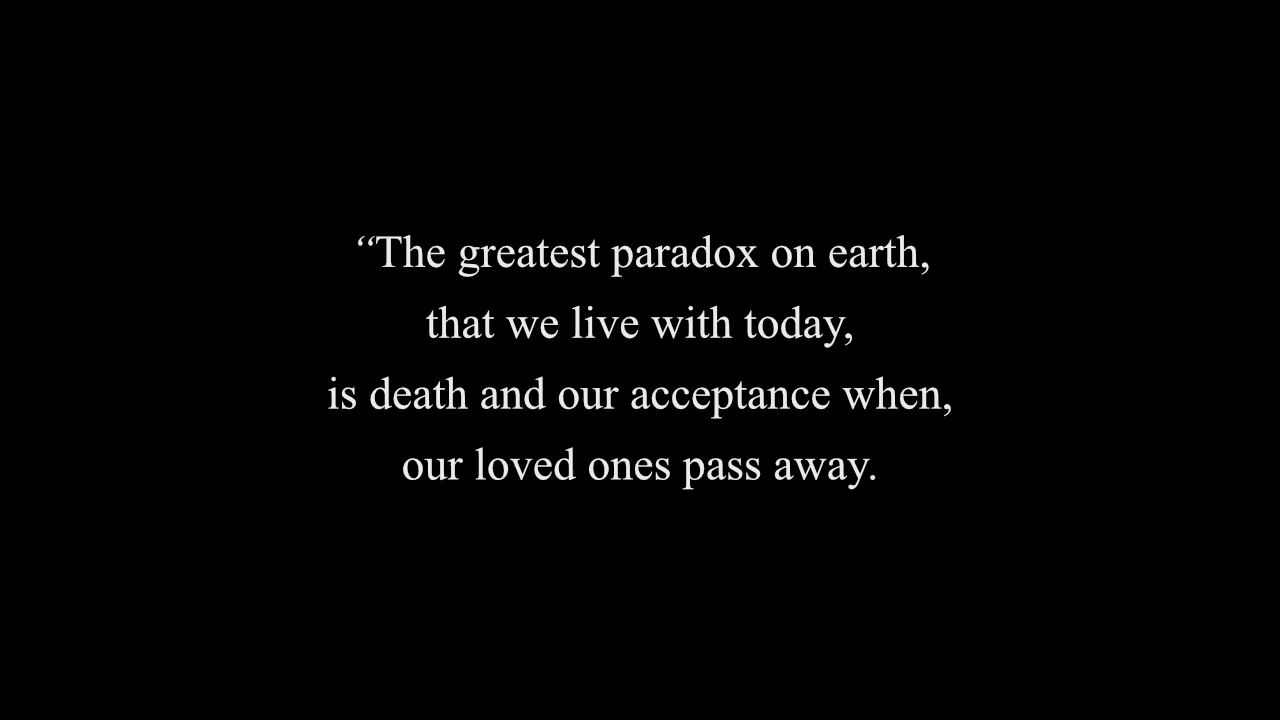 “The greatest paradox on earth,
that we live with today,
is death and our acceptance when,
our loved ones pass away.